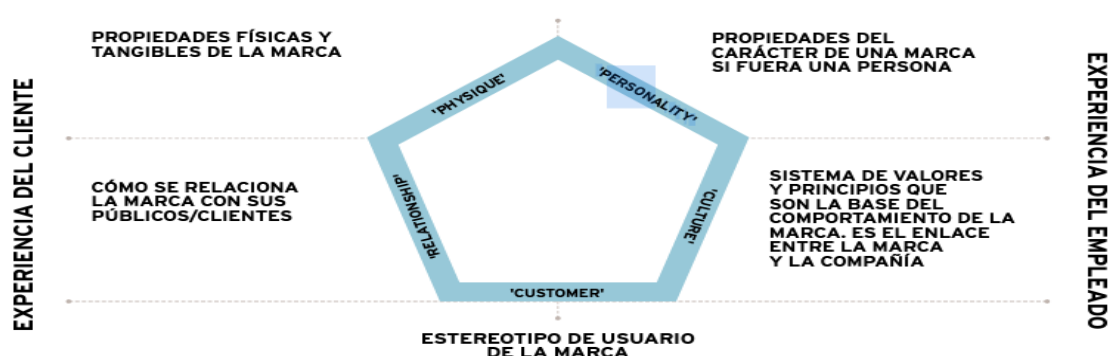 PROPIEDADES FÍSICAS Y
TANGIBLES DE LA MARCA
PROPIEDADES DEL
CARÁCTER DE UNA MARCA
SI FUERA UNA PERSONA
'PHYSIQUE'
'PERSONALITY'
EXPERIENCIA DEL CLIENTE
EXPERIENCIA DEL EMPLEADO
CÓMO SE RELACIONA
LA MARCA CON SUS
PÚBLICOS/CLIENTES
'RELATIONSHIP'
'CULTURE'
SISTEMA DE VALORES
Y PRINCIPIOS QUE
SON LA BASE DEL
COMPORTAMIENTO DE LA
MARCA. ES EL ENLACE
ENTRE LA MARCA
Y LA COMPAÑÍA
'CUSTOMER'
ESTEREOTIPO DE USUARIO
DE LA MARCA